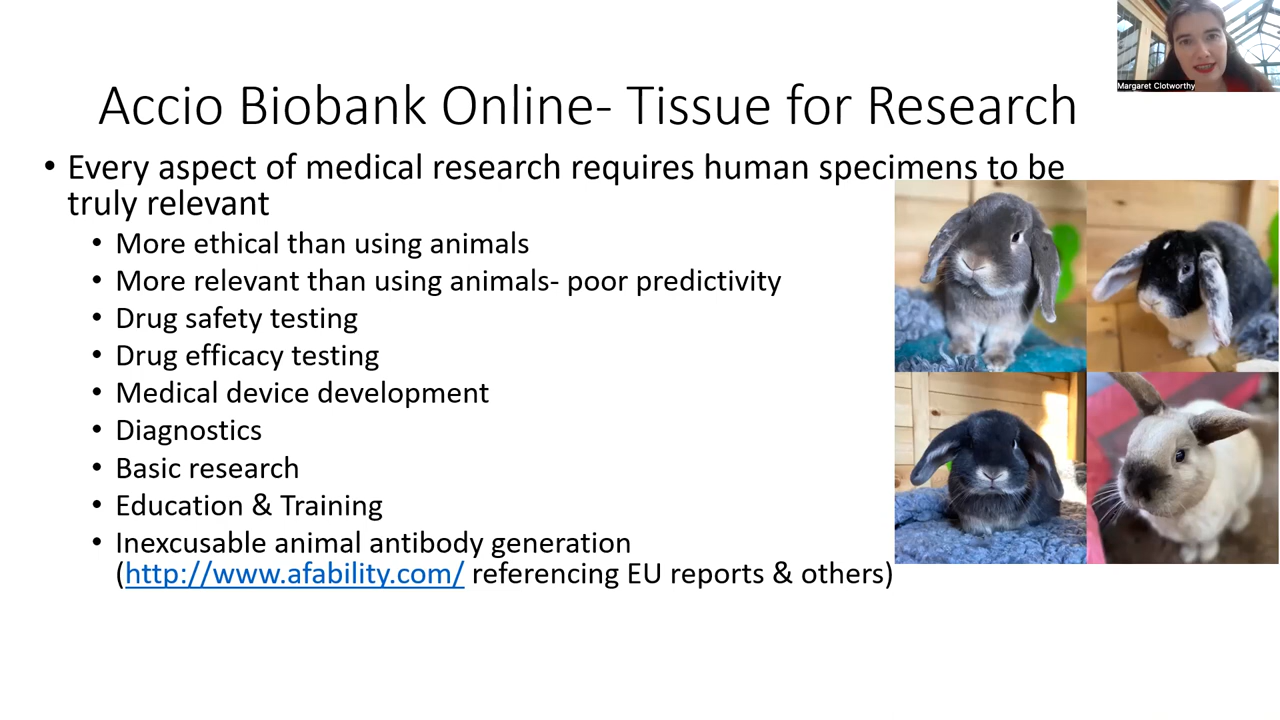 Margaret Clotworthy
Accio Biobank Online- Tissue for Research
• Every aspect of medical research requires human specimens to be
truly relevant
• More ethical than using animals
• More relevant than using animals- poor predictivity
• Drug safety testing
• Drug efficacy testing
• Medical device development
• Diagnostics
• Basic research
• Education & Training
• Inexcusable animal antibody generation
(http://www.afability.com/ referencing EU reports & others)